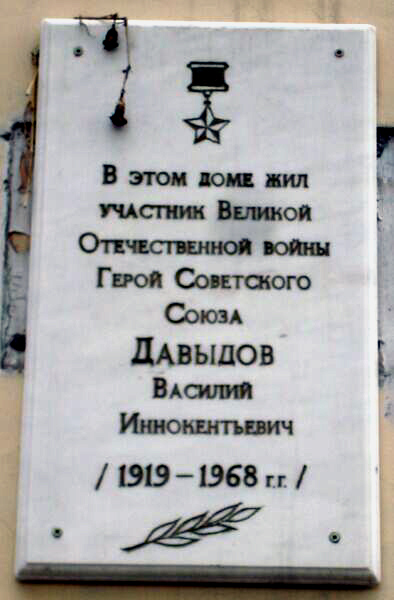 В этом доме жил
участник Великой
Отечественной войны
Герой Советского
Союза
Давыдов
Василий
Иннокентьевич
/ 1919 – 1968 г.г. /